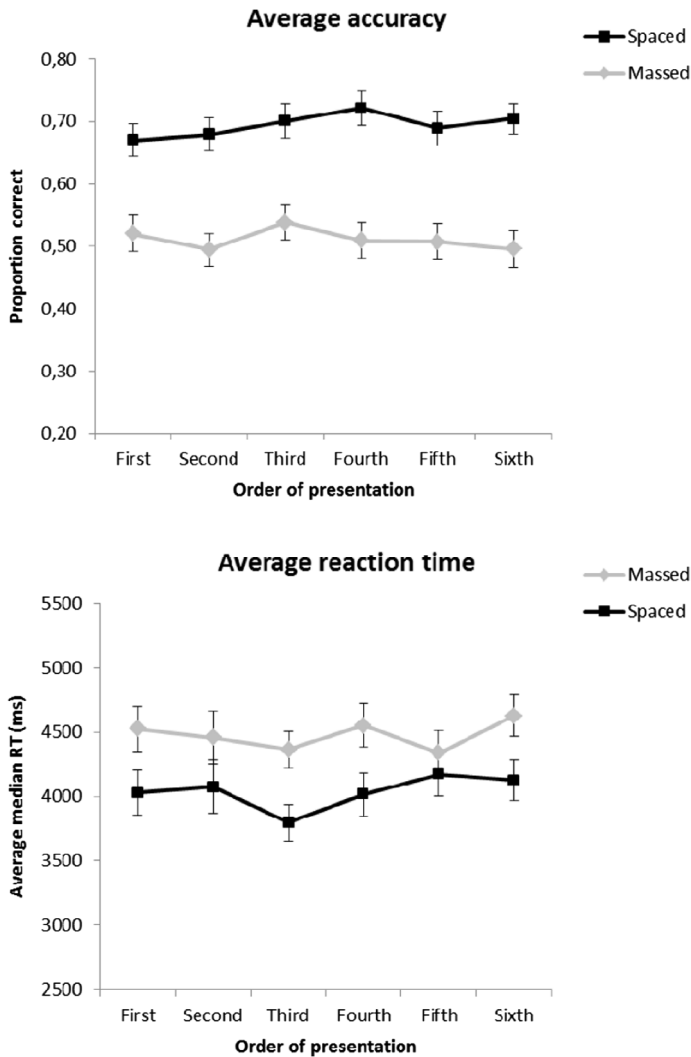 Average accuracy
Spaced
Massed
0,80
0,70
0,60
0,50
0,40
0,30
0,20
Proportion correct
First Second Third Fourth Fifth Sixth
Order of presentation
Average reaction time
Massed
Spaced
5500
5000
4500
4000
3500
3000
2500
Average median RT (ms)
First Second Third Fourth Fifth Sixth
Order of presentation